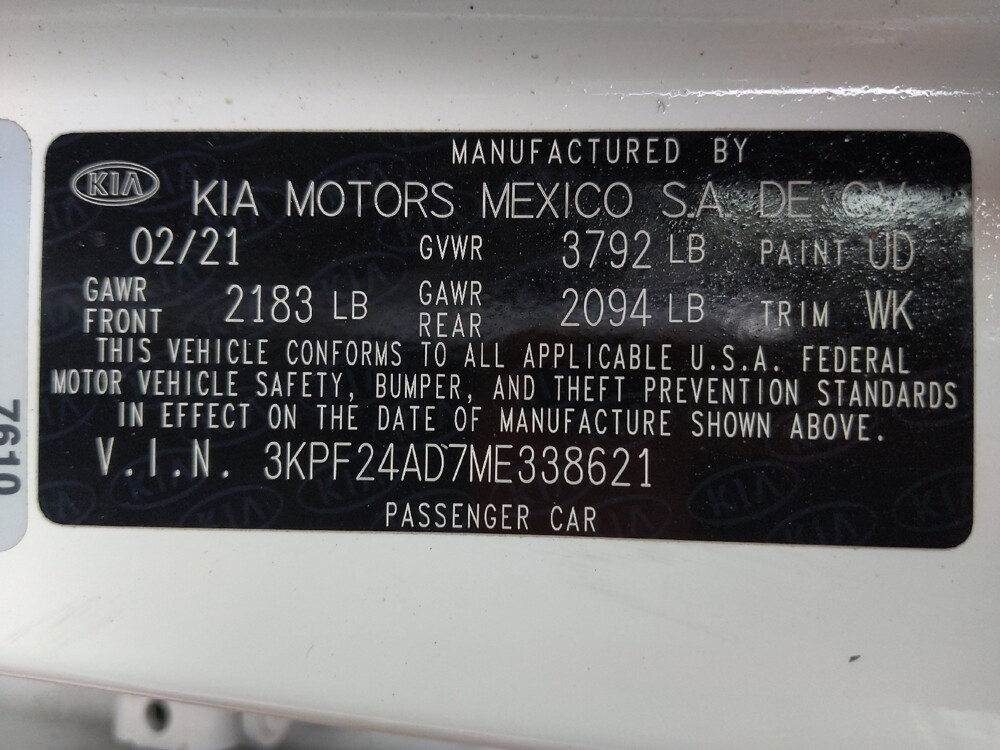 MANUFACTURED BY
KIA
KIA MOTORS MEXICO S.A. DE C.V.
02/21 GVWR 3792 LB PAINT UD
GAWR FRONT 2183 LB GAWR REAR 2094 LB TRIM WK
THIS VEHICLE CONFORMS TO ALL APPLICABLE U.S.A. FEDERAL
MOTOR VEHICLE SAFETY, BUMPER, AND THEFT PREVENTION STANDARDS
IN EFFECT ON THE DATE OF MANUFACTURE SHOWN ABOVE.
V.I.N. 3KPF24AD7ME338621
PASSENGER CAR